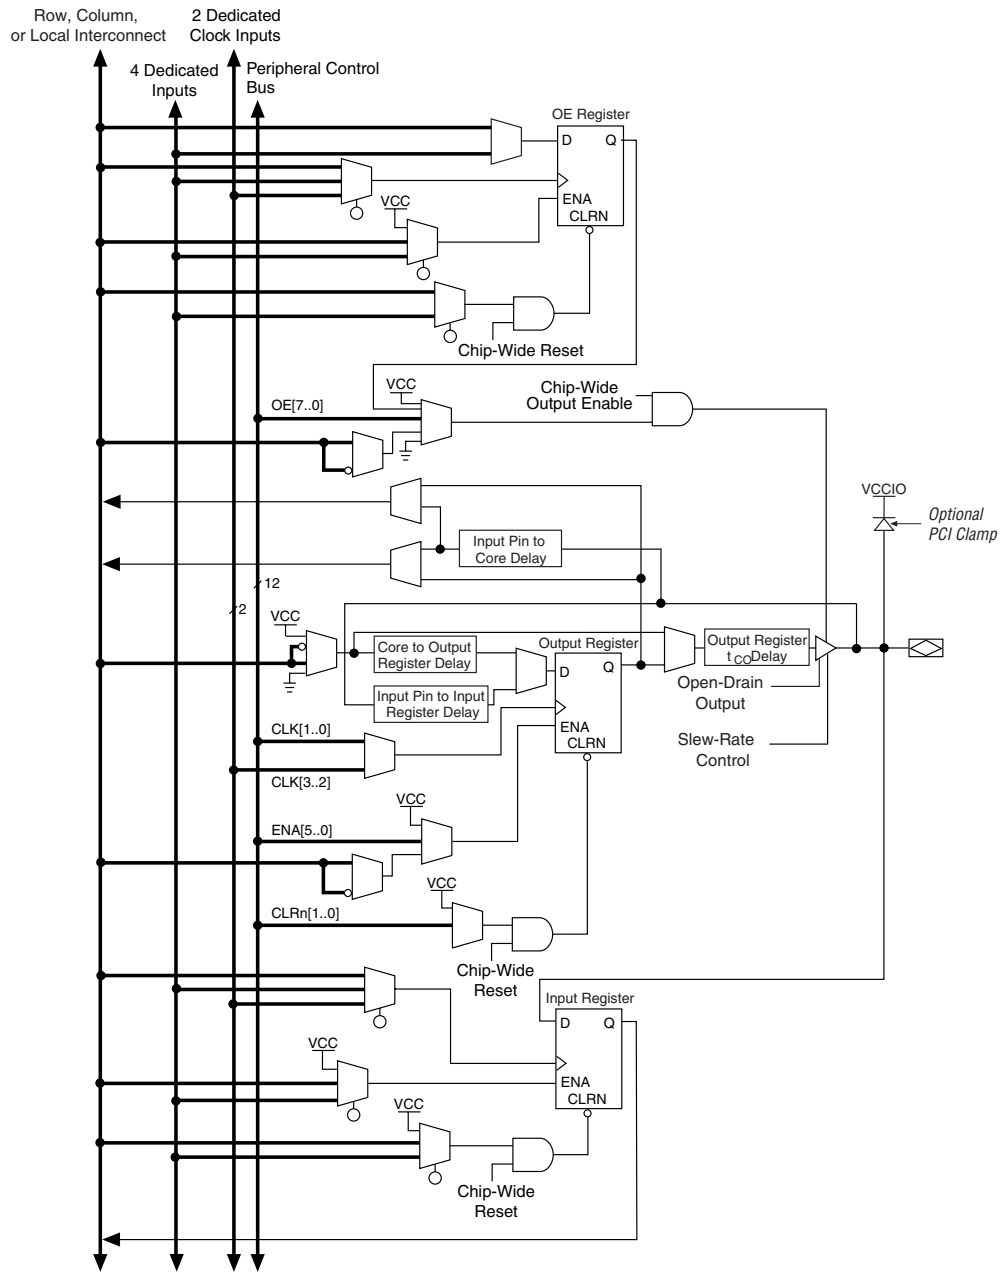 Row, Column,
or Local Interconnect
2 Dedicated
Clock Inputs
4 Dedicated
Inputs
Peripheral Control
Bus
OE Register
D
Q
ENA
CLRN
VCC
Chip-Wide Reset
VCC
OE[7..0]
Chip-Wide
Output Enable
VCCIO
Optional
PCI Clamp
Input Pin to
Core Delay
12
2
VCC
Core to Output
Register Delay
Input Pin to Input
Register Delay
Output Register
D
Q
ENA
CLRN
Output Register
t CO Delay
Open-Drain
Output
Slew-Rate
Control
CLK[1..0]
CLK[3..2]
VCC
ENA[5..0]
VCC
CLRn[1..0]
Chip-Wide
Reset
Input Register
D
Q
ENA
CLRN
VCC
VCC
Chip-Wide
Reset